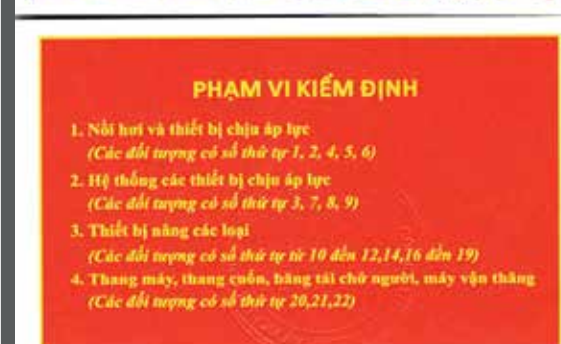 PHẠM VI KIỂM ĐỊNH
1. Nồi hơi và thiết bị chịu áp lực
(Các đối tượng có số thứ tự 1, 2, 4, 5, 6)
2. Hệ thống các thiết bị chịu áp lực
(Các đối tượng có số thứ tự 3, 7, 8, 9)
3. Thiết bị nâng các loại
(Các đối tượng có số thứ tự từ 10 đến 12,14,16 đến 19)
4. Thang máy, thang cuốn, băng tải chở người, máy vận thăng
(Các đối tượng có số thứ tự 20,21,22)